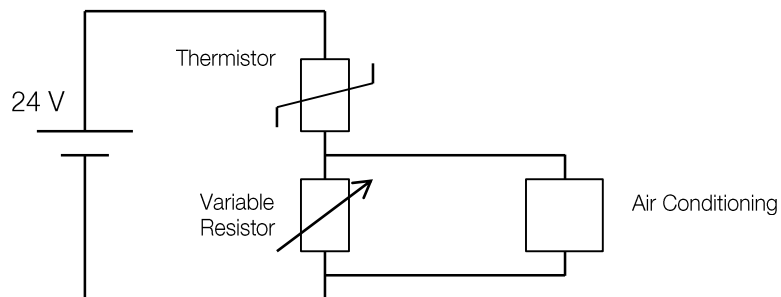 Thermistor
24 V
Variable
Resistor
Air Conditioning